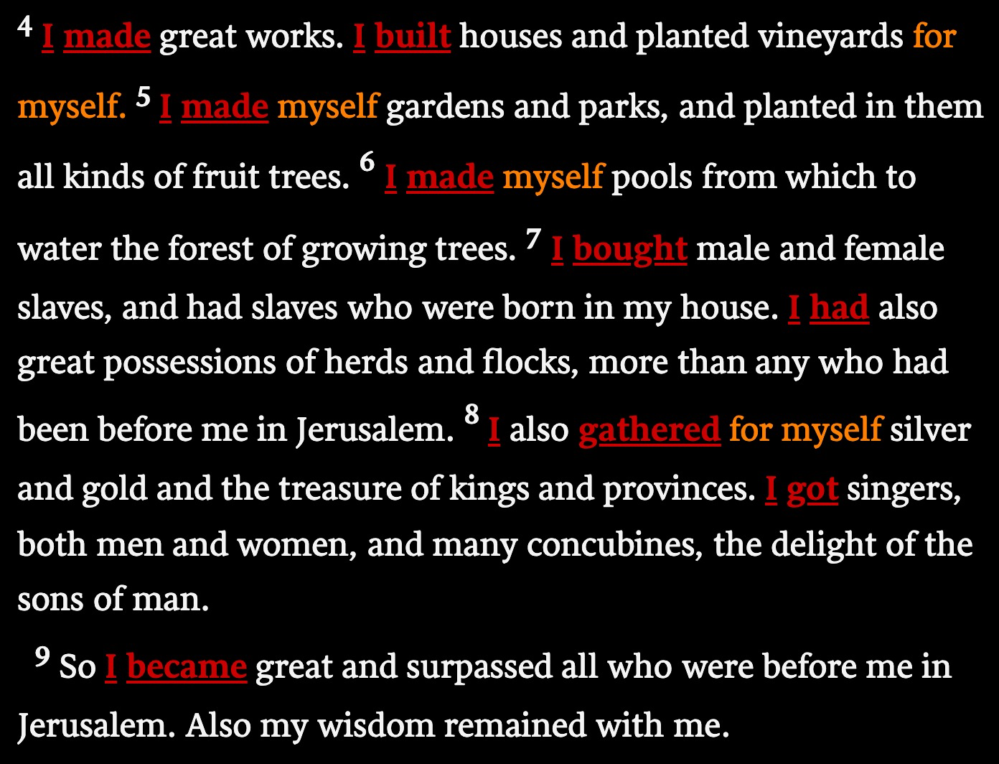 4 I made great works. I built houses and planted vineyards for
myself. 5 I made myself gardens and parks, and planted in them
all kinds of fruit trees. 6 I made myself pools from which to
water the forest of growing trees. 7 I bought male and female
slaves, and had slaves who were born in my house. I had also
great possessions of herds and flocks, more than any who had
been before me in Jerusalem. 8 I also gathered for myself silver
and gold and the treasure of kings and provinces. I got singers,
both men and women, and many concubines, the delight of the
sons of man.
9 So I became great and surpassed all who were before me in
Jerusalem. Also my wisdom remained with me.